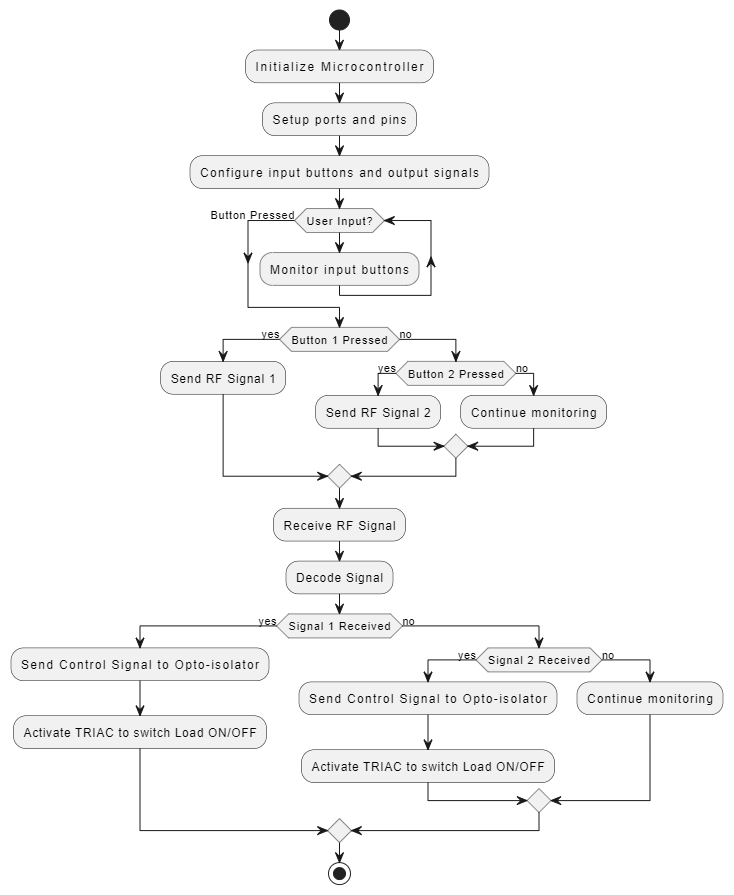 Initialize Microcontroller
Setup ports and pins
Configure input buttons and output signals
Button Pressed
User Input?
Monitor input buttons
yes
Button 1 Pressed
no
Send RF Signal 1
yes
Button 2 Pressed
no
Send RF Signal 2
Continue monitoring
Receive RF Signal
Decode Signal
yes
Signal 1 Received
no
Send Control Signal to Opto-isolator
Activate TRIAC to switch Load ON/OFF
yes
Signal 2 Received
no
Send Control Signal to Opto-isolator
Continue monitoring
Activate TRIAC to switch Load ON/OFF